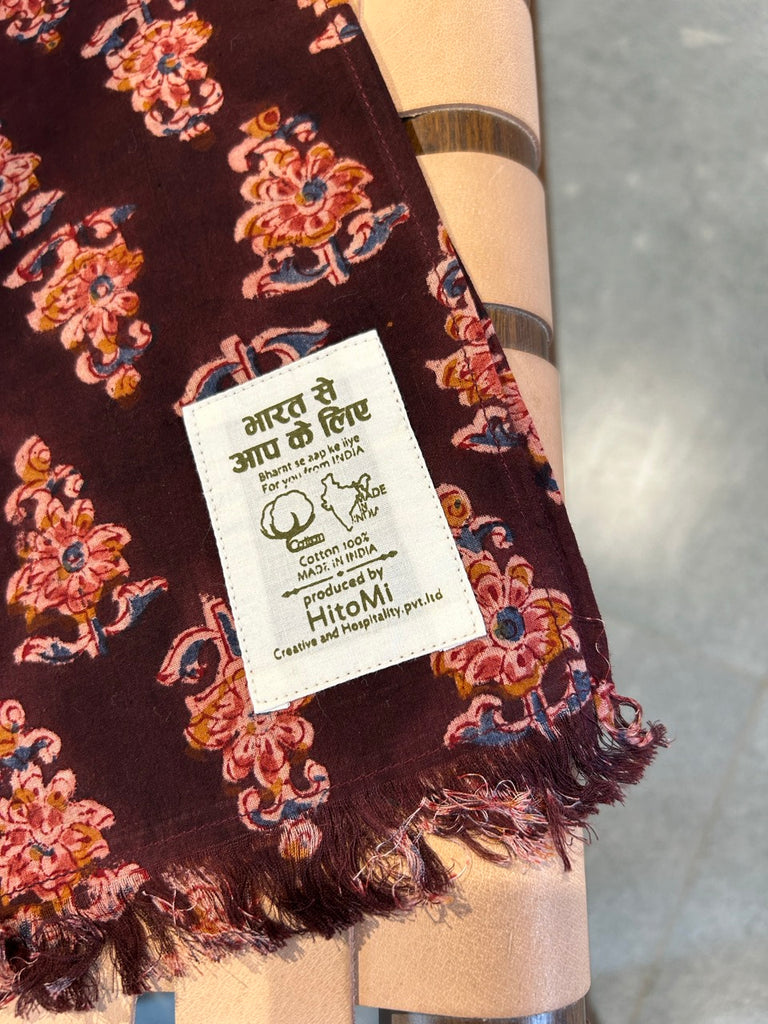 भारत से
आप के लिए
Bharat se aap ke liye
For you from INDIA
MADE
IN
INDIA
Cotton
Cotton 100%
MADE IN INDIA
produced by
HitoMi
Creative and Hospitality.pvt.ltd